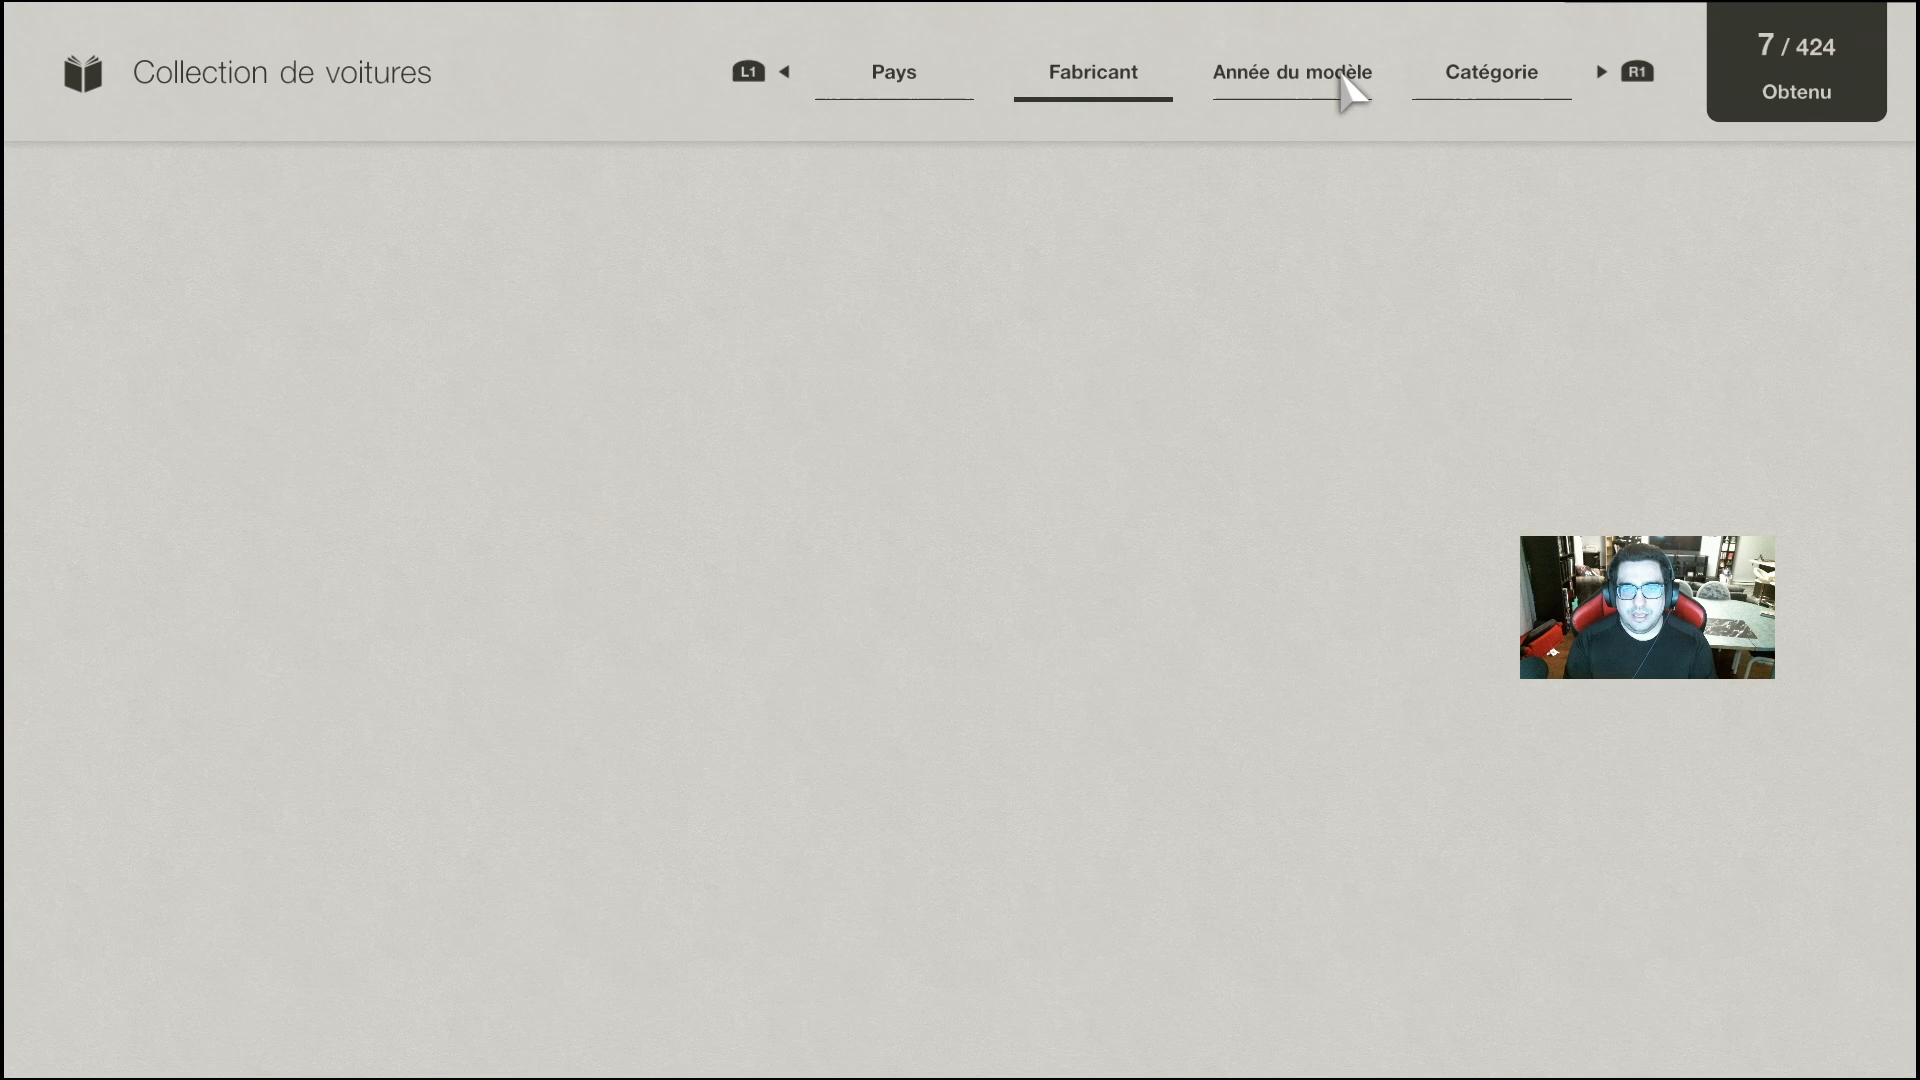 Collection de voitures
L1
Pays
Fabricant
Année du modèle
Catégorie
R1
7 / 424
Obtenu